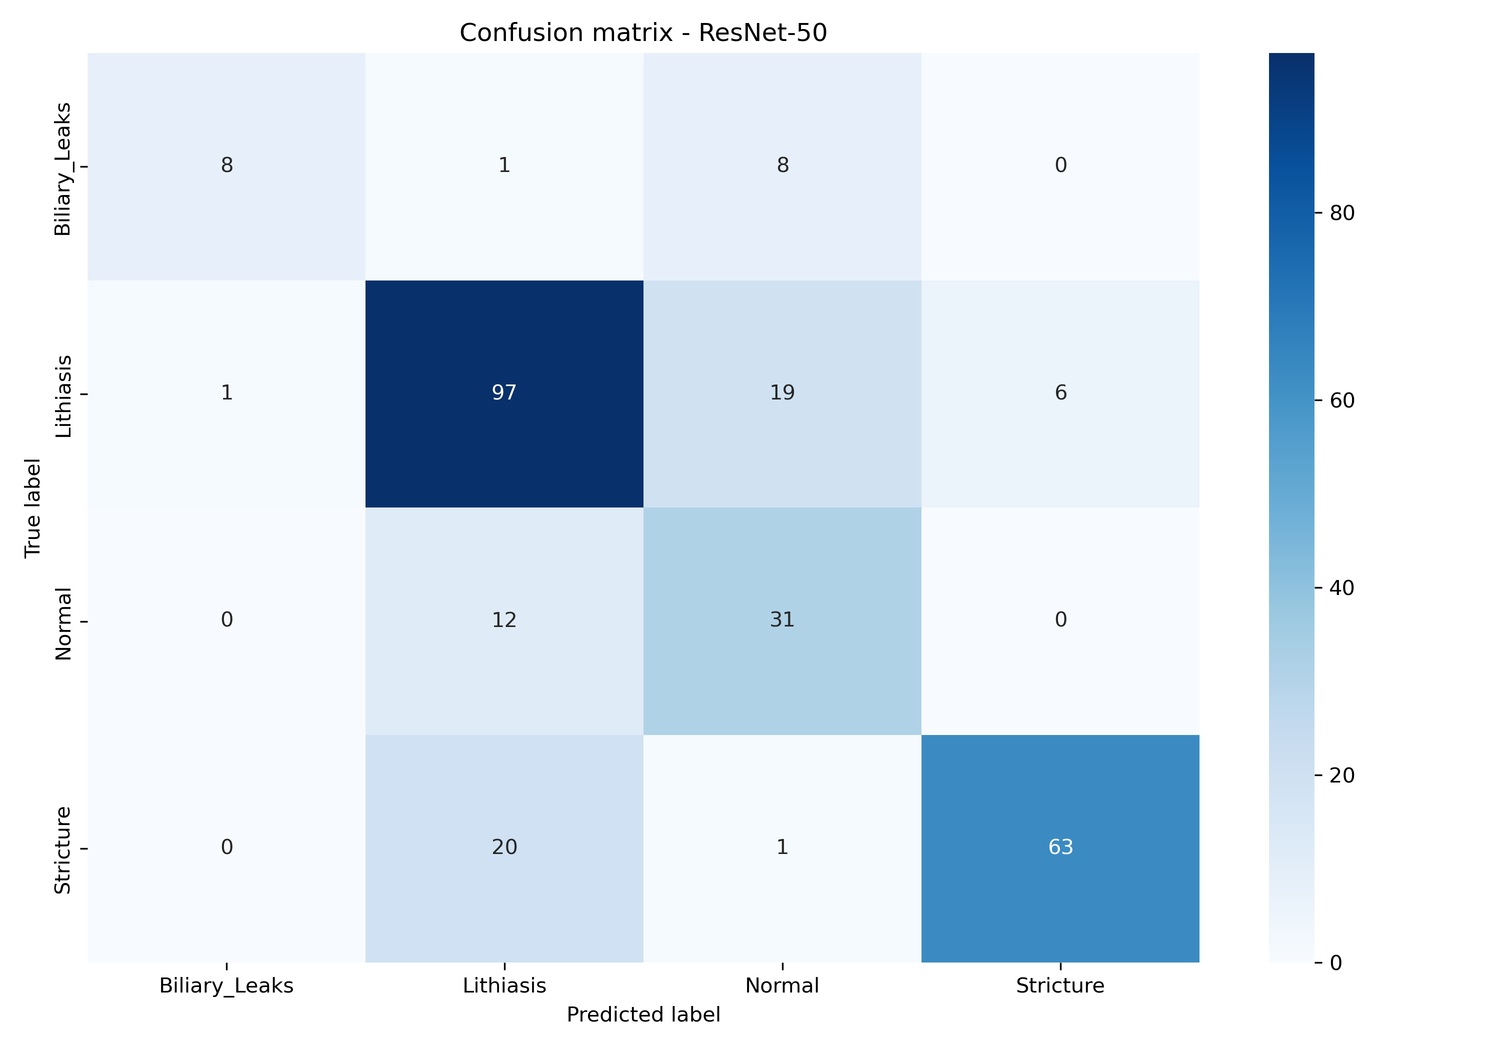 Confusion matrix - ResNet-50
Biliary_Leaks
8 1 8 0
Lithiasis
1 97 19 6
Normal
0 12 31 0
Stricture
0 20 1 63
True label
Biliary_Leaks Lithiasis Normal Stricture
Predicted label
80
60
40
20
0